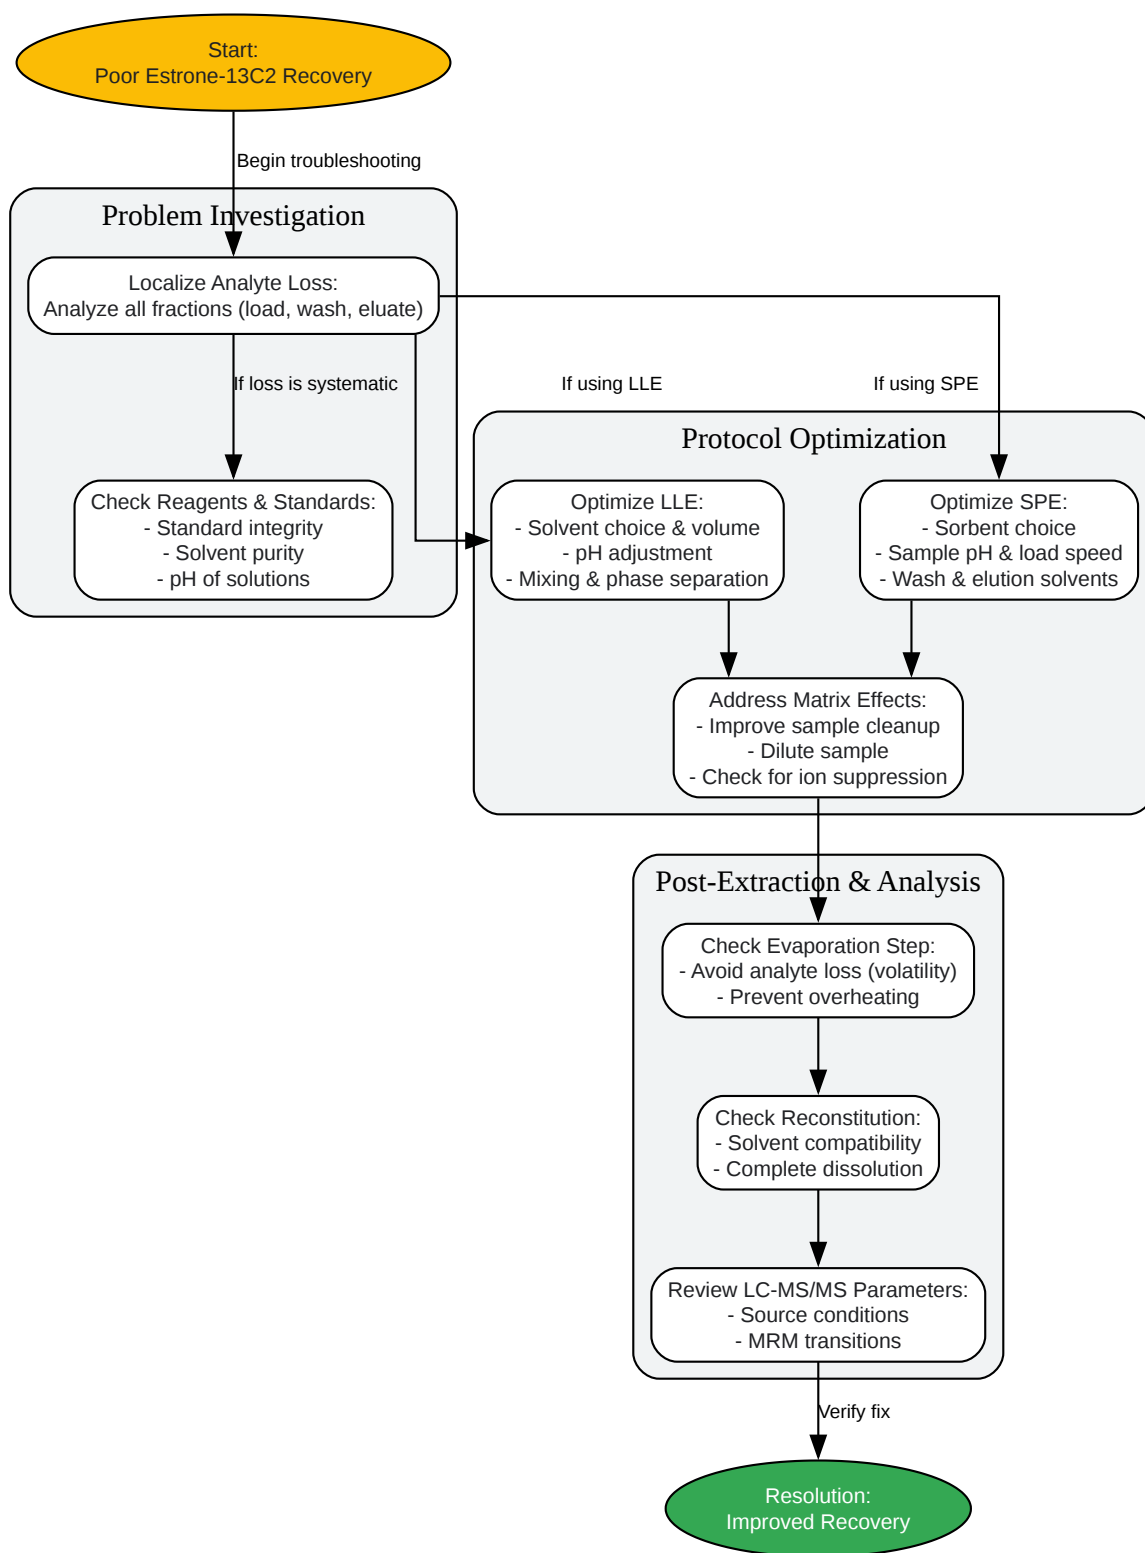 Start:
Poor Estrone-13C2 Recovery
Begin troubleshooting
Problem Investigation
Localize Analyte Loss:
Analyze all fractions (load, wash, eluate)
If loss is systematic
If using LLE
If using SPE
Check Reagents & Standards:
- Standard integrity
- Solvent purity
- pH of solutions
Protocol Optimization
Optimize LLE:
- Solvent choice & volume
- pH adjustment
- Mixing & phase separation
Optimize SPE:
- Sorbent choice
- Sample pH & load speed
- Wash & elution solvents
Address Matrix Effects:
- Improve sample cleanup
- Dilute sample
- Check for ion suppression
Post-Extraction & Analysis
Check Evaporation Step:
- Avoid analyte loss (volatility)
- Prevent overheating
Check Reconstitution:
- Solvent compatibility
- Complete dissolution
Review LC-MS/MS Parameters:
- Source conditions
- MRM transitions
Verify fix
Resolution:
Improved Recovery